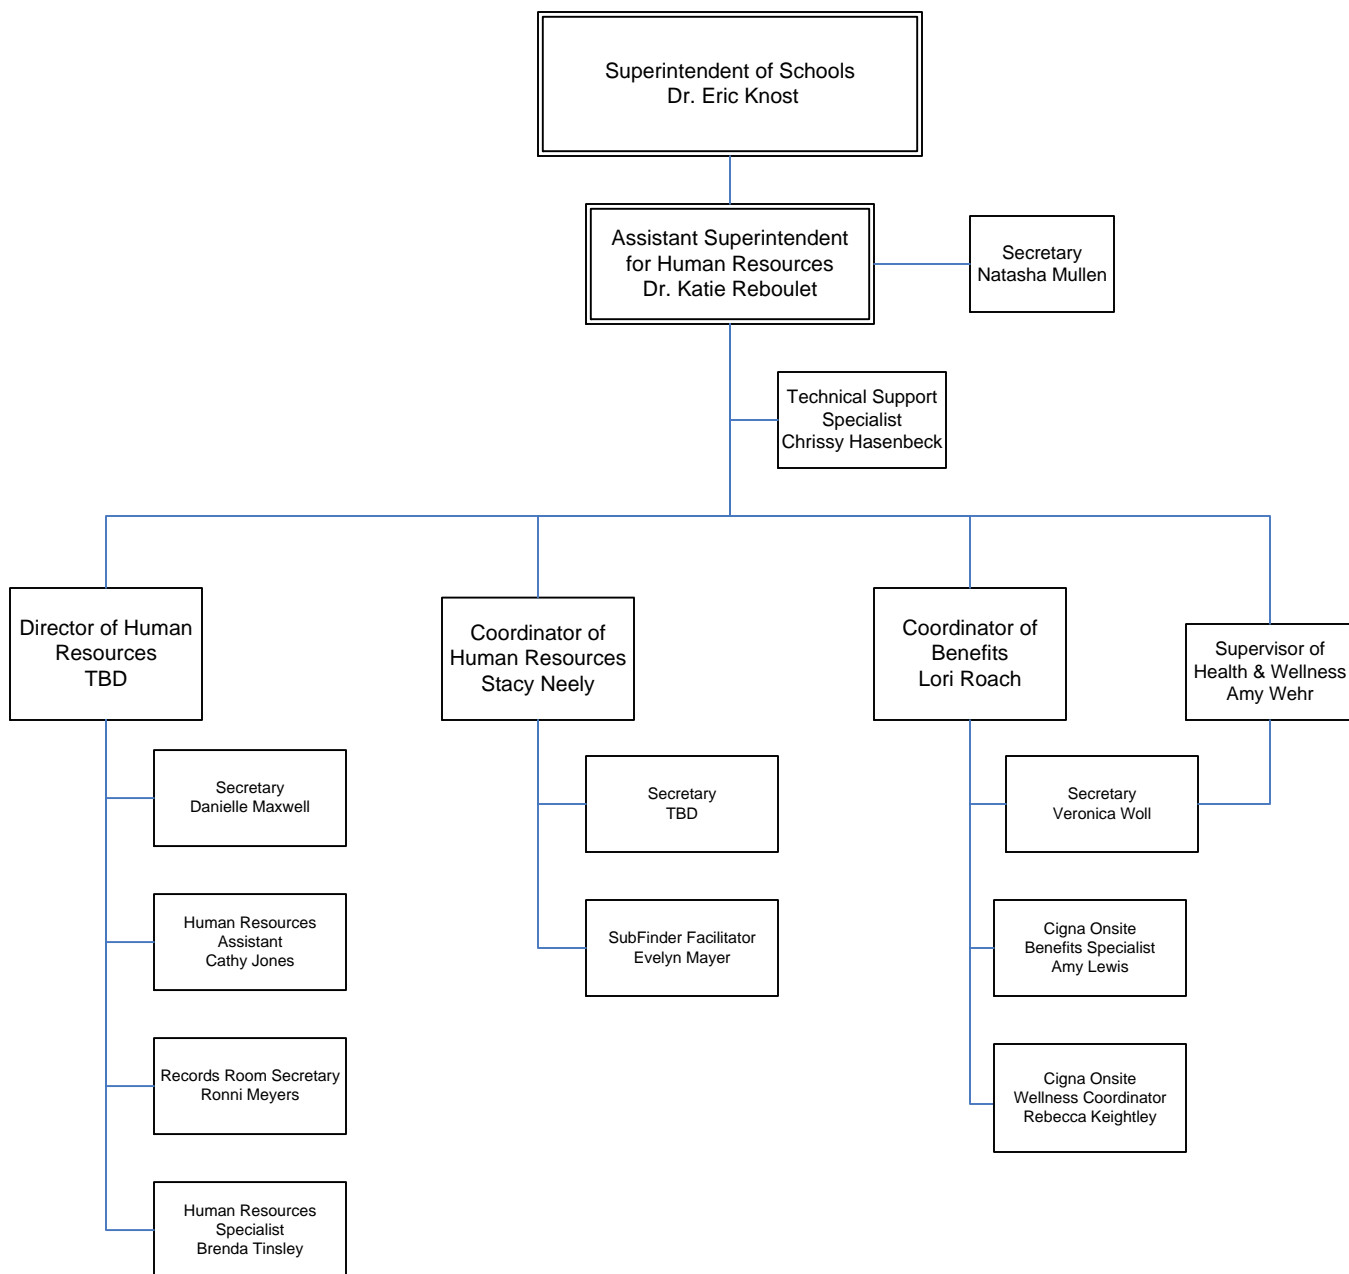 Superintendent of Schools
Dr. Eric Knost
Assistant Superintendent
for Human Resources
Dr. Katie Reboulet
Secretary
Natasha Mullen
Technical Support
Specialist
Chrissy Hasenbeck
Director of Human
Resources
TBD
Coordinator of
Human Resources
Stacy Neely
Coordinator of
Benefits
Lori Roach
Supervisor of
Health & Wellness
Amy Wehr
Secretary
Danielle Maxwell
Human Resources
Assistant
Cathy Jones
Records Room Secretary
Ronni Meyers
Human Resources
Specialist
Brenda Tinsley
Secretary
TBD
SubFinder Facilitator
Evelyn Mayer
Secretary
Veronica Woll
Cigna Onsite
Benefits Specialist
Amy Lewis
Cigna Onsite
Wellness Coordinator
Rebecca Keightley